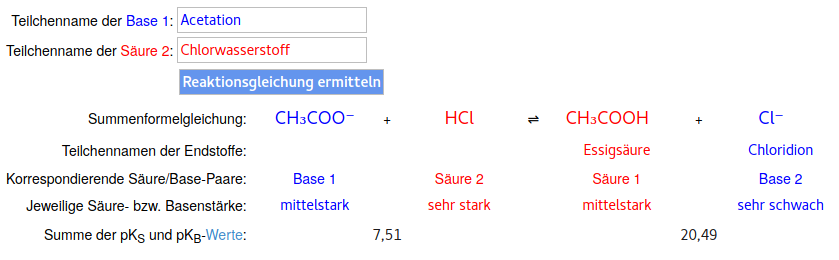 Teilchenname der Base 1: Acetation
Teilchenname der Säure 2: Chlorwasserstoff
Reaktionsgleichung ermitteln
Summenformelgleichung: CH₃COO⁻ + HCl ⇌ CH₃COOH + Cl⁻
Teilchennamen der Endstoffe: Essigsäure Chloridion
Korrespondierende Säure/Base-Paare: Base 1 Säure 2 Säure 1 Base 2
Jeweilige Säure- bzw. Basenstärke: mittelstark sehr stark mittelstark sehr schwach
Summe der pKS und pKB-Werte: 7,51 20,49